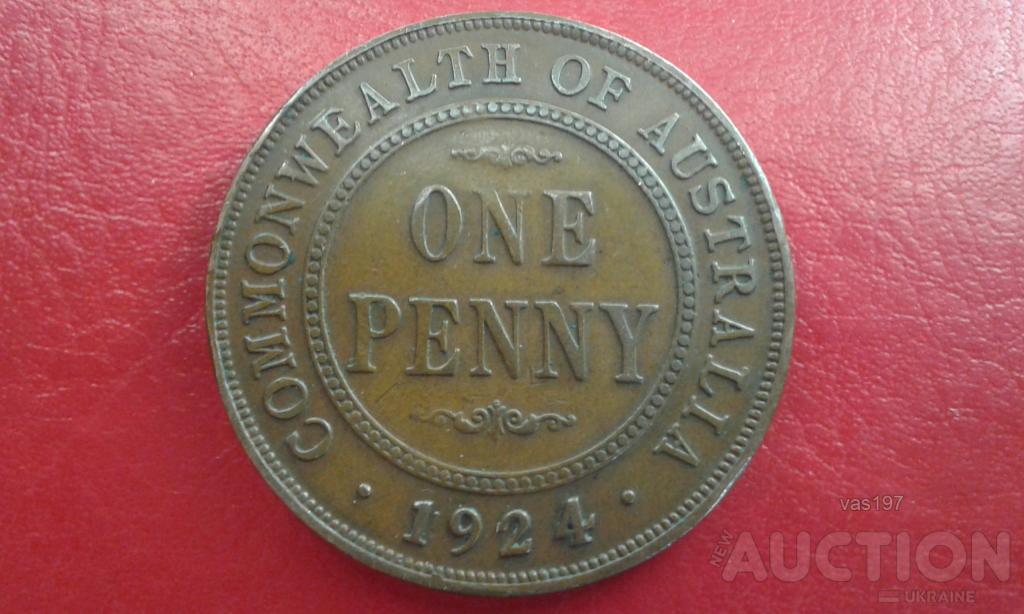 COMMONWEALTH OF AUSTRALIA
ONE
PENNY
· 1924 ·
vas197
NEW AUCTION
UKRAINE